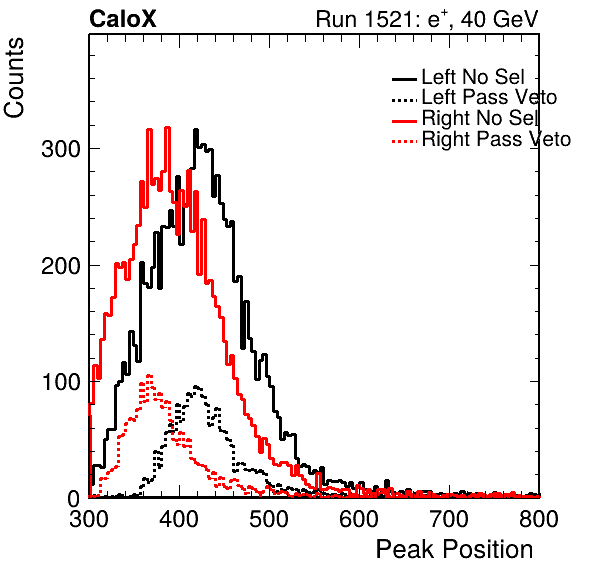 CaloX
Run 1521: e+, 40 GeV
Counts
Left No Sel
Left Pass Veto
Right No Sel
Right Pass Veto
300
200
100
0
300 400 500 600 700 800
Peak Position